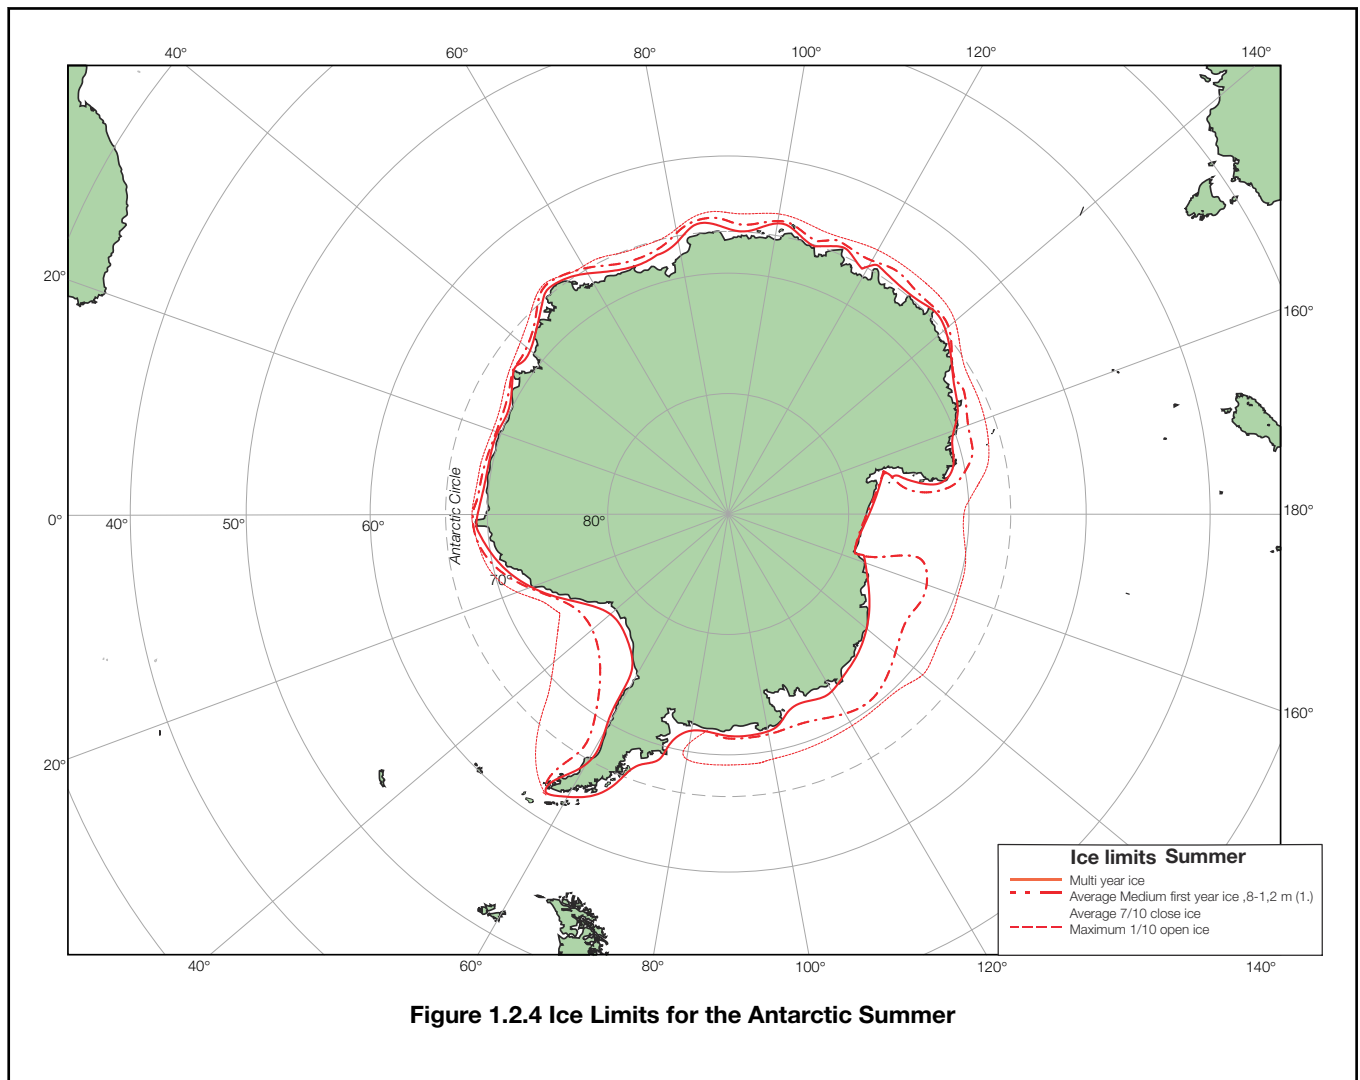 40° 60° 80° 100° 120° 140°
20°
160°
Antarctic Circle
0° 40° 50° 60° 80° 180°
70°
20° 160°
Ice limits Summer
Multi year ice
Average Medium first year ice ,8-1,2 m (1.)
Average 7/10 close ice
Maximum 1/10 open ice
40° 60° 80° 100° 120° 140°
Figure 1.2.4 Ice Limits for the Antarctic Summer